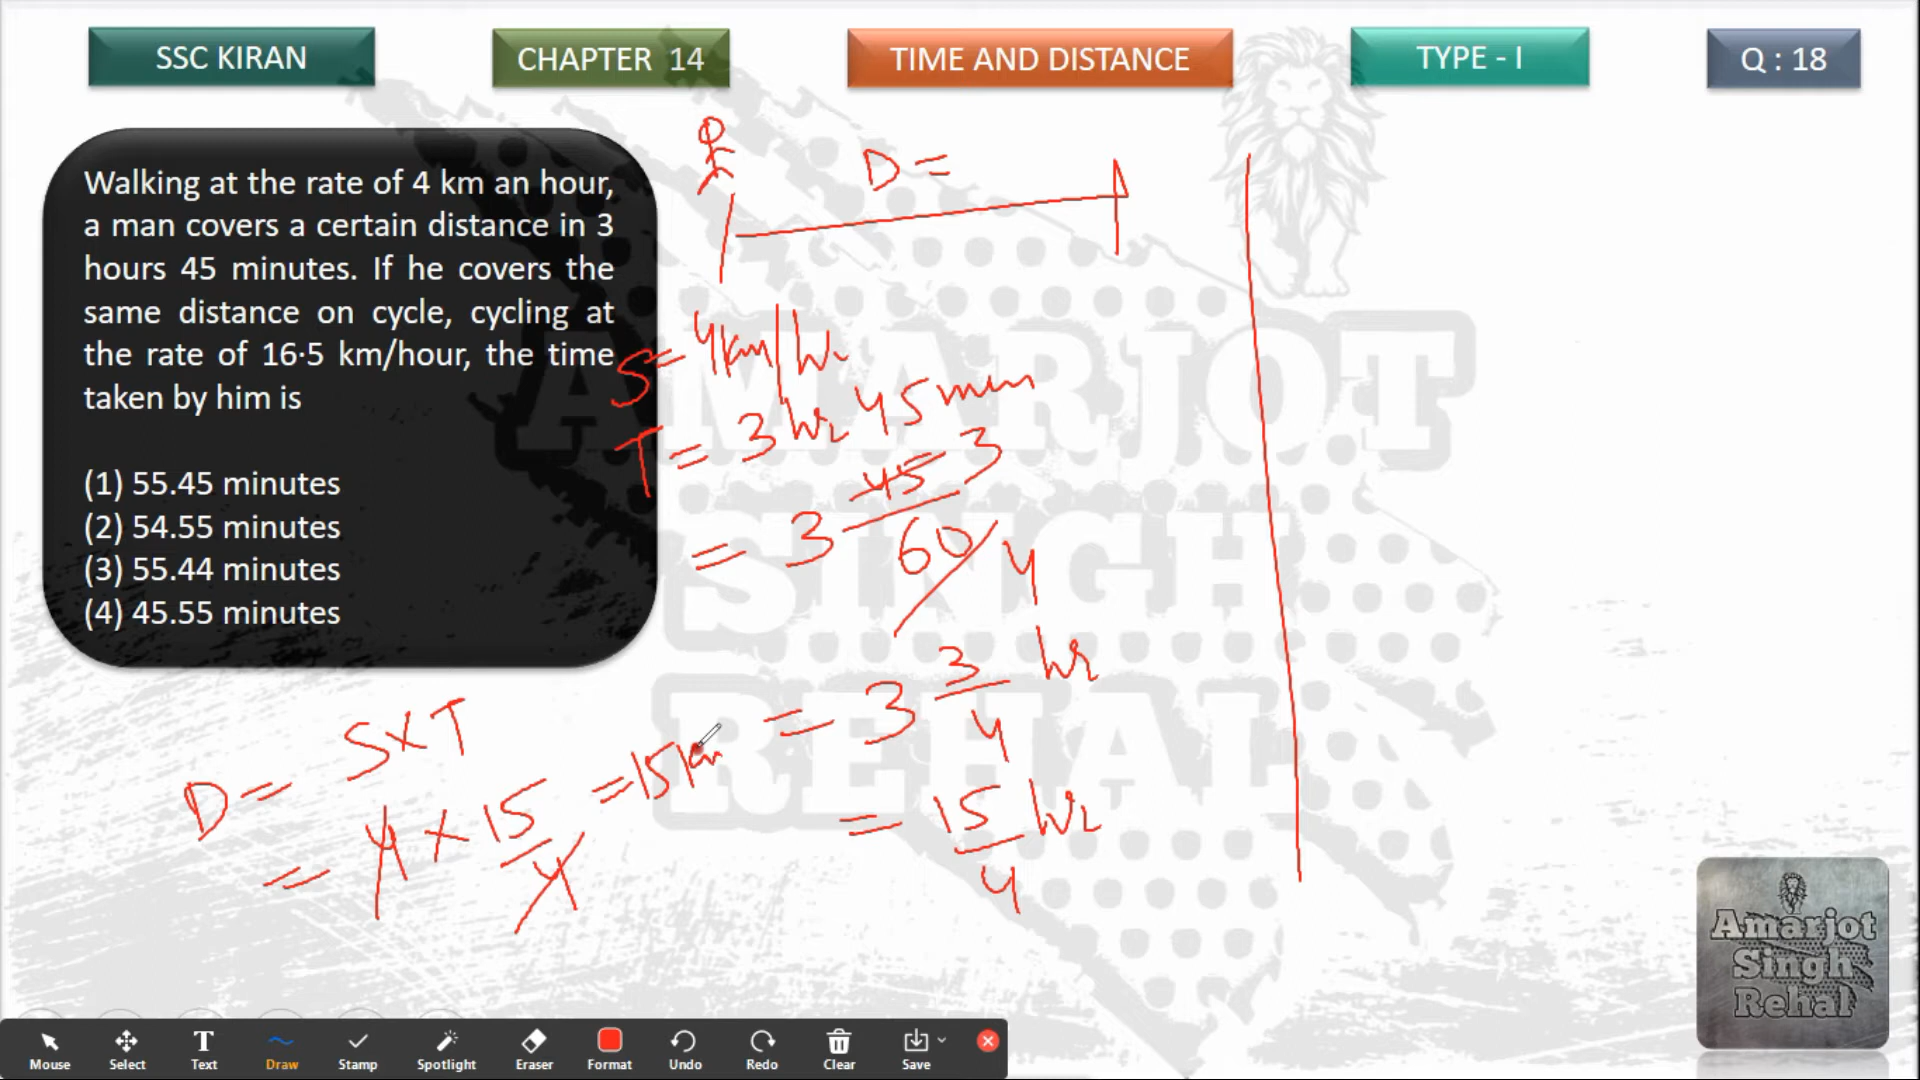 SSC KIRAN
CHAPTER 14
TIME AND DISTANCE
TYPE - I
Q : 18
Walking at the rate of 4 km an hour,
a man covers a certain distance in 3
hours 45 minutes. If he covers the
same distance on cycle, cycling at
the rate of 16·5 km/hour, the time
taken by him is
(1) 55.45 minutes
(2) 54.55 minutes
(3) 55.44 minutes
(4) 45.55 minutes
D =
S = 4km/hr
T = 3 hr 45 min
= 3 45/60 3/4
= 3 3/4 hr
= 15/4 hr
D = S×T
= 4 × 15/4 = 15km
AMARJOT
SINGH
REHAL
Amarjot
Singh
Rehal
Mouse
Select
Text
Draw
Stamp
Spotlight
Eraser
Format
Undo
Redo
Clear
Save